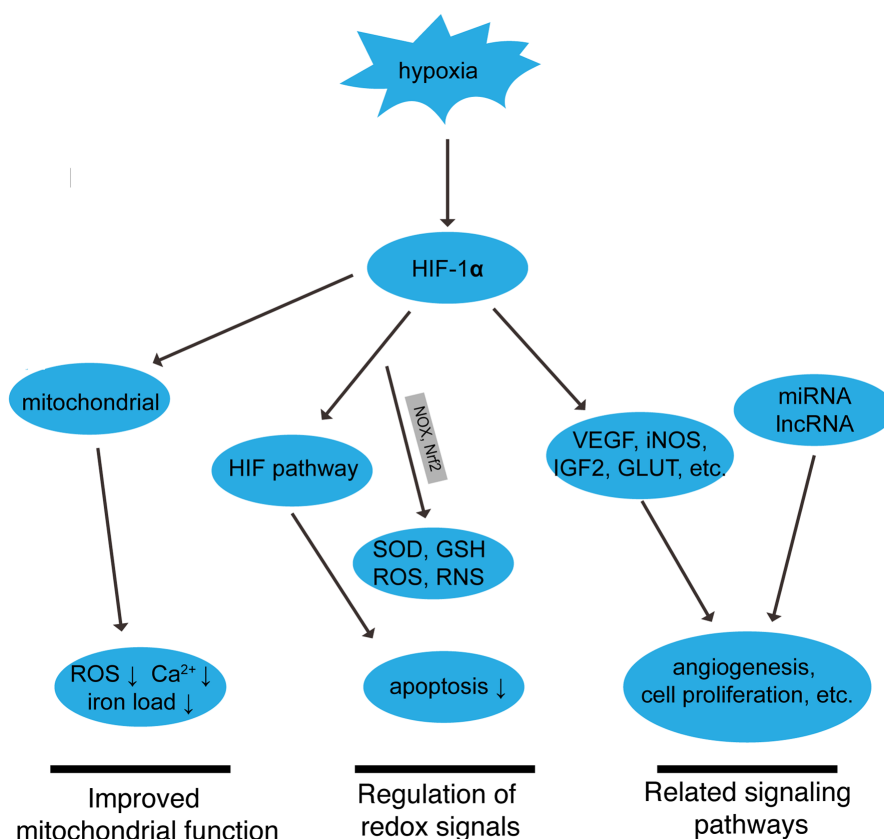 hypoxia
HIF-1α
mitochondrial
miRNA
lncRNA
NOX, Nrf2
VEGF, iNOS,
IGF2, GLUT, etc.
HIF pathway
SOD, GSH
ROS, RNS
ROS ↓ Ca²⁺ ↓
iron load ↓
apoptosis ↓
angiogenesis,
cell proliferation, etc.
Improved
mitochondrial function
Regulation of
redox signals
Related signaling
pathways